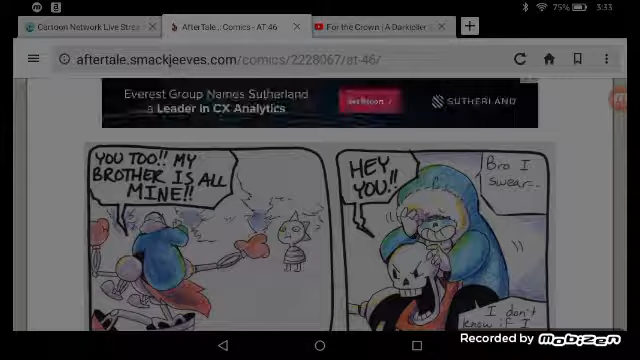 75% 3:33
Cartoon Network Live Strea
AfterTale... Comics - AT 46
For the Crown | A Darktiller
aftertale.smackjeeves.com/comics/2228067/at-46/
Everest Group Names Sutherland
a Leader in CX Analytics
SUTHERLAND
YOU TOO!! MY
BROTHER IS ALL
MINE!!
HEY
YOU!!
Bro I
swear...
I don't
know if I
Recorded by
MOBIZEN